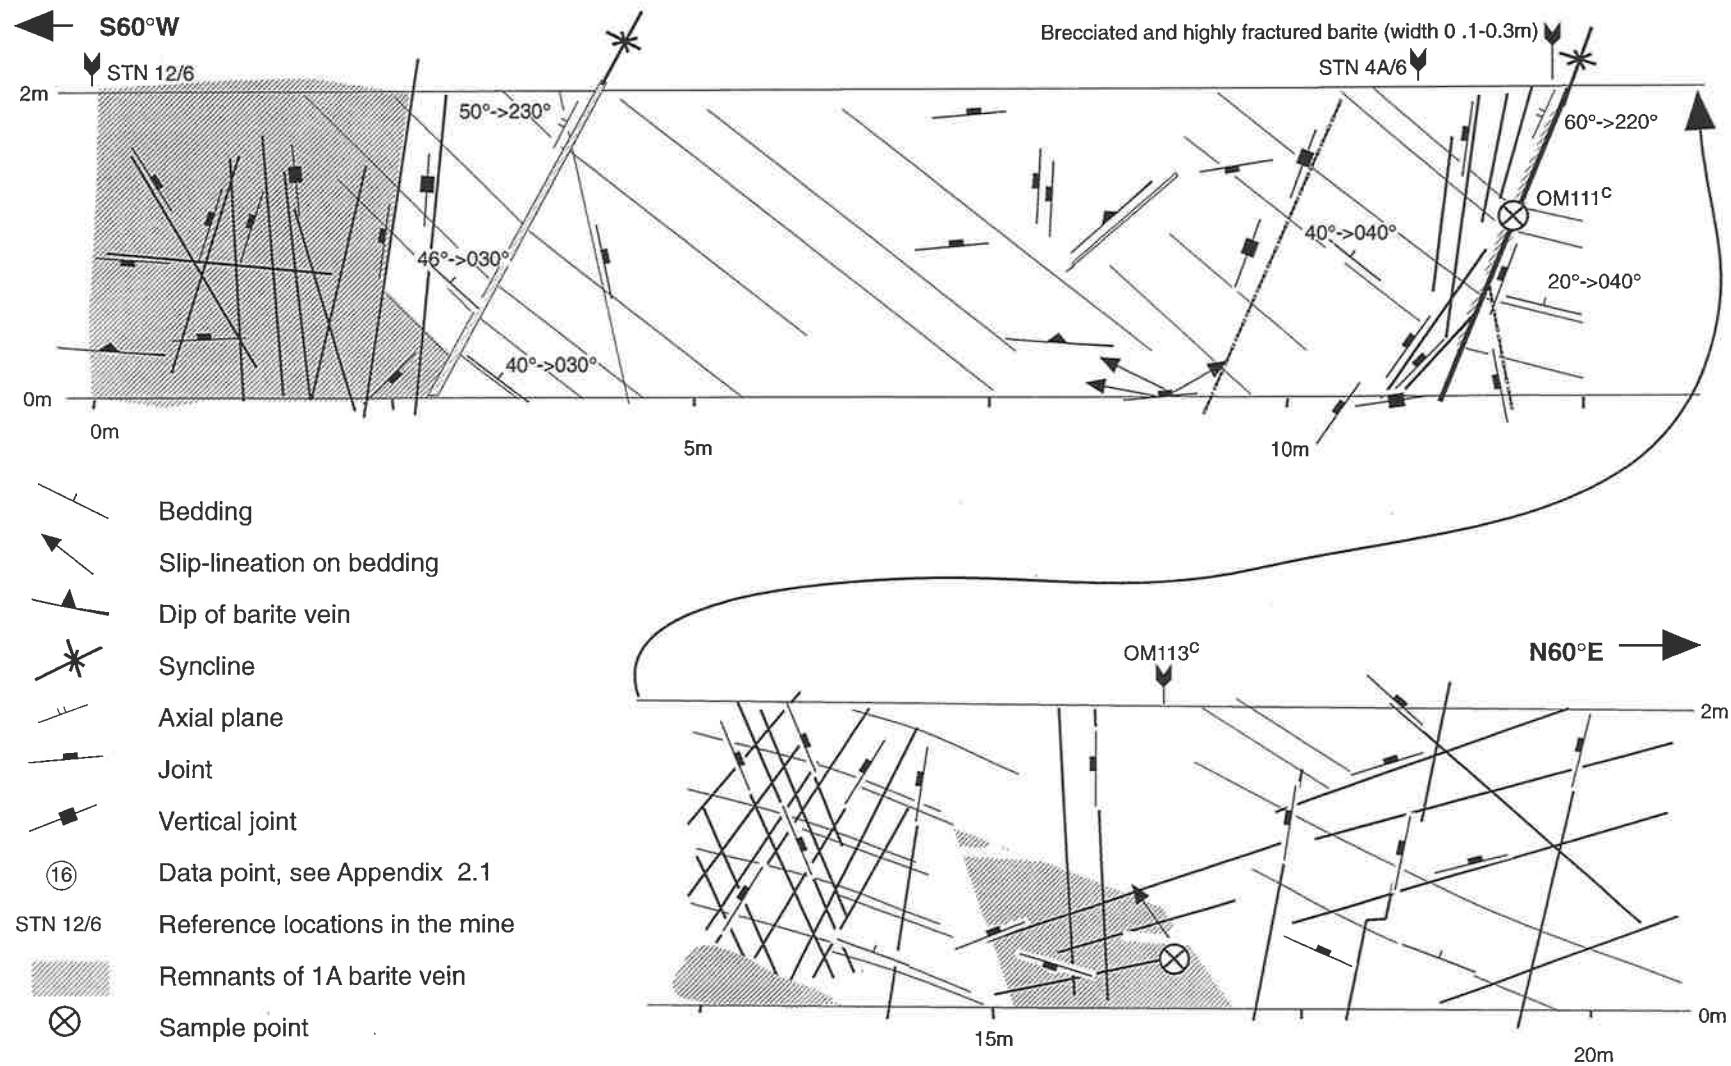 S60°W
Brecciated and highly fractured barite (width 0 .1-0.3m)
STN 12/6
STN 4A/6
2m
50°->230°
60°->220°
OM111c
46°->030°
40°->040°
20°->040°
40°->030°
0m
0m
5m
10m
Bedding
Slip-lineation on bedding
Dip of barite vein
Syncline
Axial plane
Joint
Vertical joint
16 Data point, see Appendix 2.1
STN 12/6 Reference locations in the mine
Remnants of 1A barite vein
Sample point
OM113c
N60°E
2m
0m
15m
20m